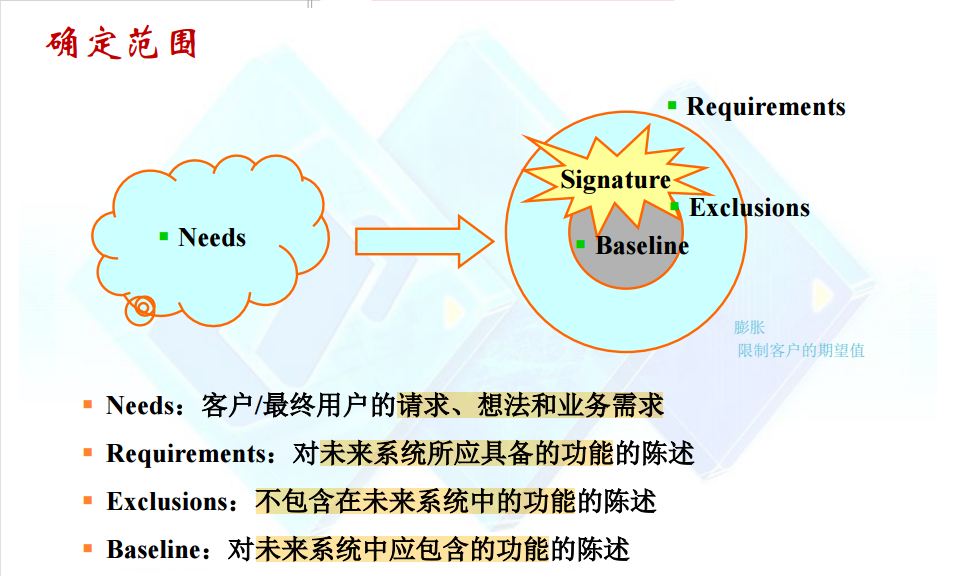 确定范围
Requirements
Signature
Exclusions
Needs
Baseline
膨胀
限制客户的期望值
Needs：客户/最终用户的请求、想法和业务需求
Requirements：对未来系统所应具备的功能的陈述
Exclusions：不包含在未来系统中的功能的陈述
Baseline：对未来系统中应包含的功能的陈述